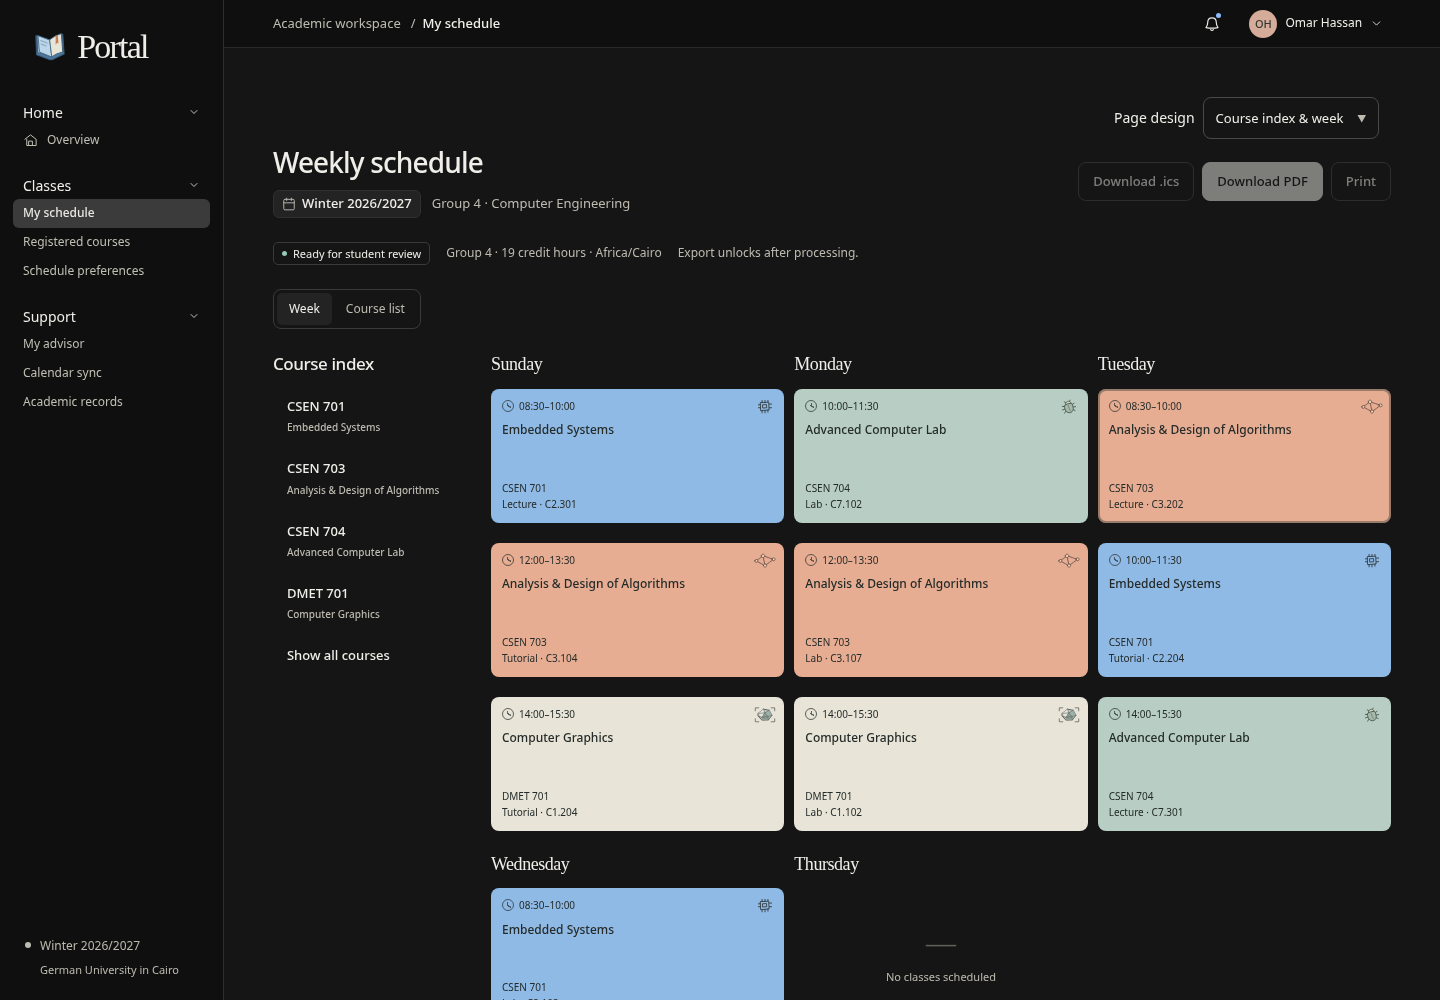 Portal
Home
Overview
Classes
My schedule
Registered courses
Schedule preferences
Support
My advisor
Calendar sync
Academic records
Winter 2026/2027
German University in Cairo
Academic workspace / My schedule
OH Omar Hassan
Page design Course index & week
Weekly schedule
Download .ics Download PDF Print
Winter 2026/2027 Group 4 · Computer Engineering
Ready for student review Group 4 · 19 credit hours · Africa/Cairo Export unlocks after processing.
Week Course list
Course index
CSEN 701
Embedded Systems
CSEN 703
Analysis & Design of Algorithms
CSEN 704
Advanced Computer Lab
DMET 701
Computer Graphics
Show all courses
Sunday
08:30–10:00
Embedded Systems
CSEN 701
Lecture · C2.301
12:00–13:30
Analysis & Design of Algorithms
CSEN 703
Tutorial · C3.104
14:00–15:30
Computer Graphics
DMET 701
Tutorial · C1.204
Monday
10:00–11:30
Advanced Computer Lab
CSEN 704
Lab · C7.102
12:00–13:30
Analysis & Design of Algorithms
CSEN 703
Lab · C3.107
14:00–15:30
Computer Graphics
DMET 701
Lab · C1.102
Tuesday
08:30–10:00
Analysis & Design of Algorithms
CSEN 703
Lecture · C3.202
10:00–11:30
Embedded Systems
CSEN 701
Tutorial · C2.204
14:00–15:30
Advanced Computer Lab
CSEN 704
Lecture · C7.301
Wednesday
08:30–10:00
Embedded Systems
CSEN 701
Thursday
No classes scheduled